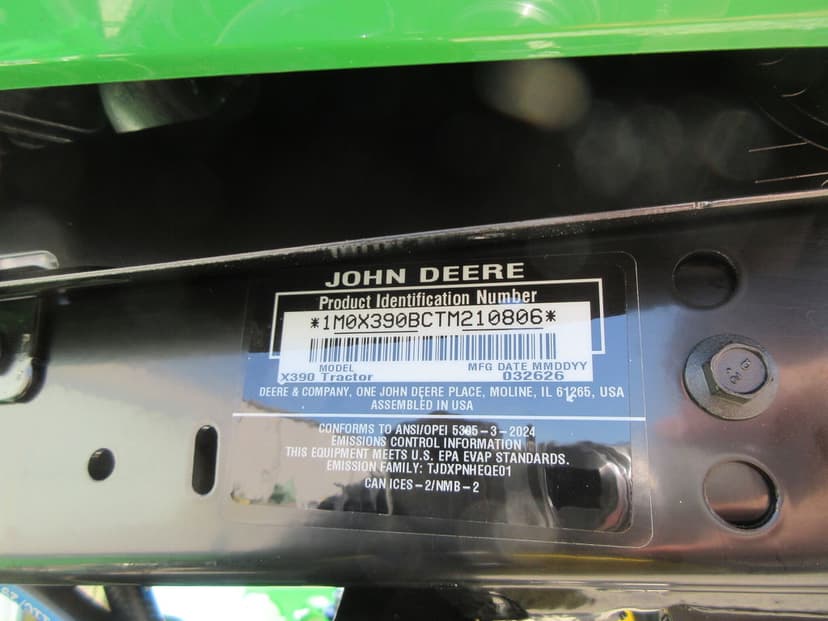 JOHN DEERE
Product Identification Number
*1M0X390BCTM210806*
MODEL MFG DATE MMDDYY
X390 Tractor 032626
DEERE & COMPANY, ONE JOHN DEERE PLACE, MOLINE, IL 61265, USA
ASSEMBLED IN USA
CONFORMS TO ANSI/OPEI 5395-3-2024
EMISSIONS CONTROL INFORMATION
THIS EQUIPMENT MEETS U.S. EPA EVAP STANDARDS.
EMISSION FAMILY: TJDXPNHEQE01
CAN ICES-2/NMB-2